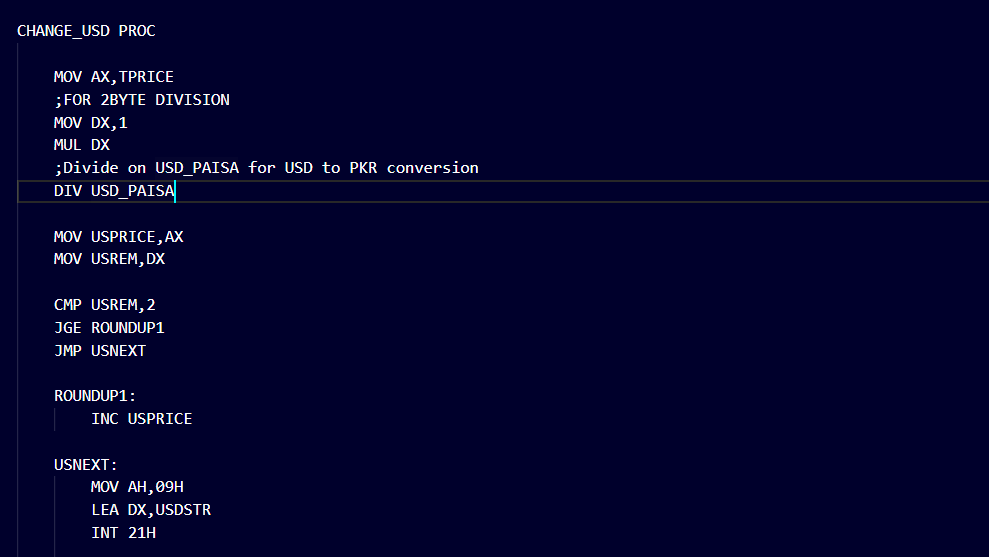 CHANGE_USD PROC
MOV AX,TPRICE
;FOR 2BYTE DIVISION
MOV DX,1
MUL DX
;Divide on USD_PAISA for USD to PKR conversion
DIV USD_PAISA
MOV USPRICE,AX
MOV USREM,DX
CMP USREM,2
JGE ROUNDUP1
JMP USNEXT
ROUNDUP1:
INC USPRICE
USNEXT:
MOV AH,09H
LEA DX,USDSTR
INT 21H